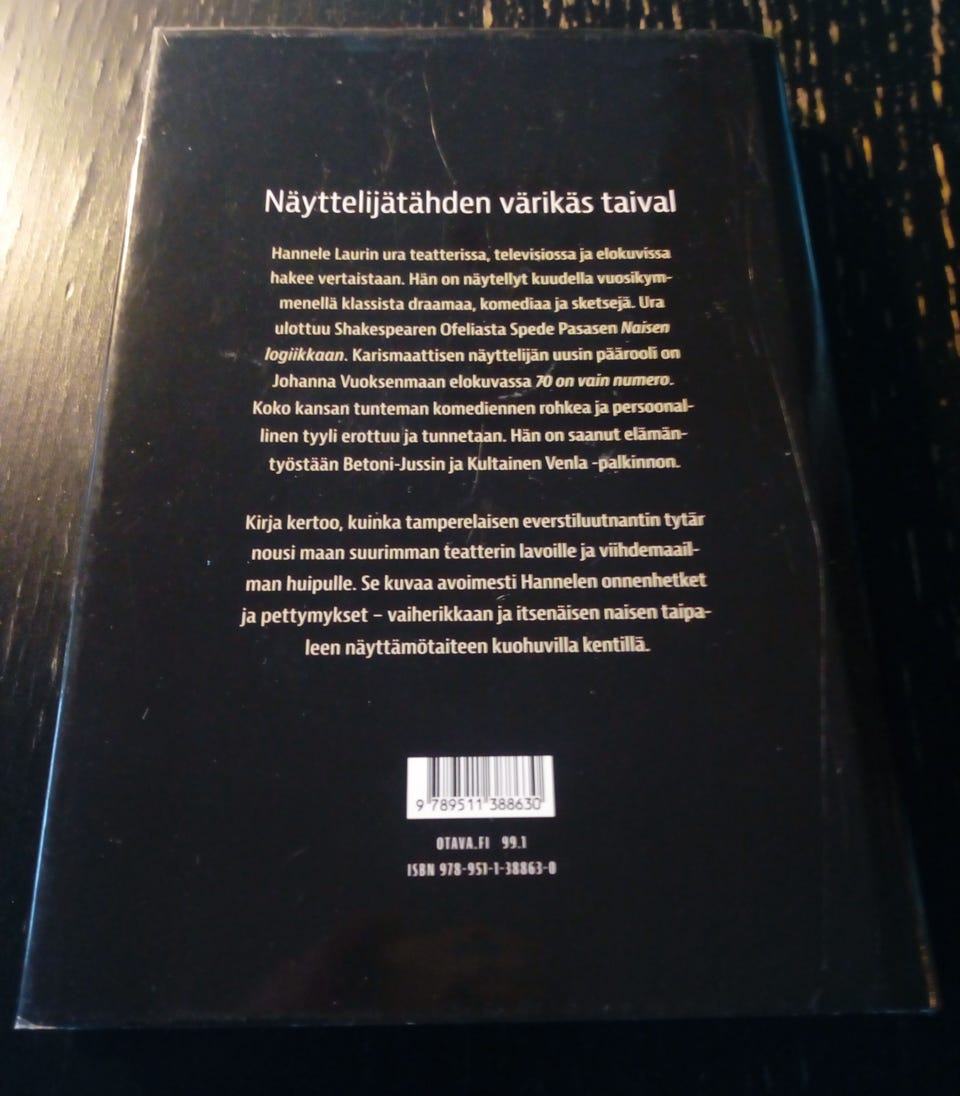 Näyttelijätähden värikäs taival
Hannele Laurin ura teatterissa, televisiossa ja elokuvissa
hakee vertaistaan. Hän on näytellyt kuudella vuosikym-
menellä klassista draamaa, komediaa ja sketsejä. Ura
ulottuu Shakespearen Ofeliasta Spede Pasasen Naisen
logiikkaan. Karismaattisen näyttelijän uusin päärooli on
Johanna Vuoksenmaan elokuvassa 70 on vain numero.
Koko kansan tunteman komediennen rohkea ja persoonal-
linen tyyli erottuu ja tunnetaan. Hän on saanut elämän-
työstään Betoni-Jussin ja Kultainen Venla -palkinnon.
Kirja kertoo, kuinka tamperelaisen everstiluutnantin tytär
nousi maan suurimman teatterin lavoille ja viihdemaail-
man huipulle. Se kuvaa avoimesti Hannelen onnenhetket
ja pettymykset – vaiherikkaan ja itsenäisen naisen taipa-
leen näyttämötaiteen kuohuvilla kentillä.
9 789511 388630
OTAVA.FI 99.1
ISBN 978-951-1-38863-0